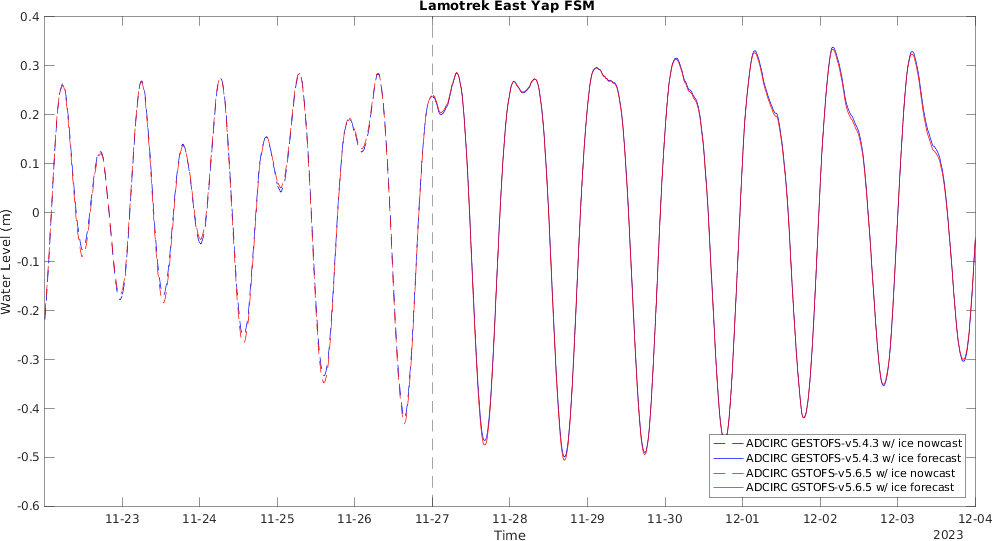 Lamotrek East Yap FSM
0.4
0.3
0.2
0.1
0
-0.1
-0.2
-0.3
-0.4
-0.5
-0.6
Water Level (m)
11-23 11-24 11-25 11-26 11-27 11-28 11-29 11-30 12-01 12-02 12-03 12-04
Time
2023
ADCIRC GESTOFS-v5.4.3 w/ ice nowcast
ADCIRC GESTOFS-v5.4.3 w/ ice forecast
ADCIRC GSTOFS-v5.6.5 w/ ice nowcast
ADCIRC GSTOFS-v5.6.5 w/ ice forecast